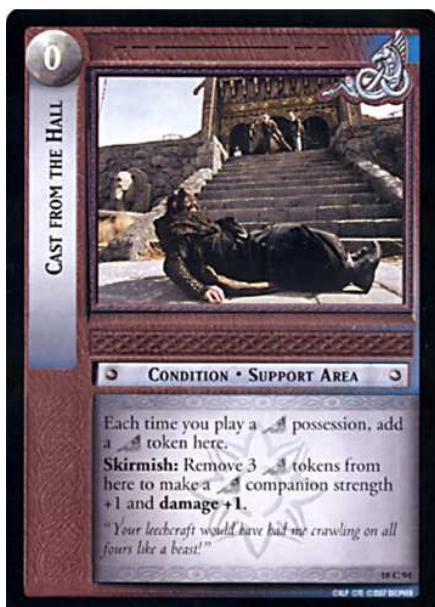 0
CAST FROM THE HALL
CONDITION • SUPPORT AREA
Each time you play a possession, add
a token here.
Skirmish: Remove 3 tokens from
here to make a companion strength
+1 and damage +1.
"Your leechcraft would have had me crawling on all
fours like a beast!"
18 C 94